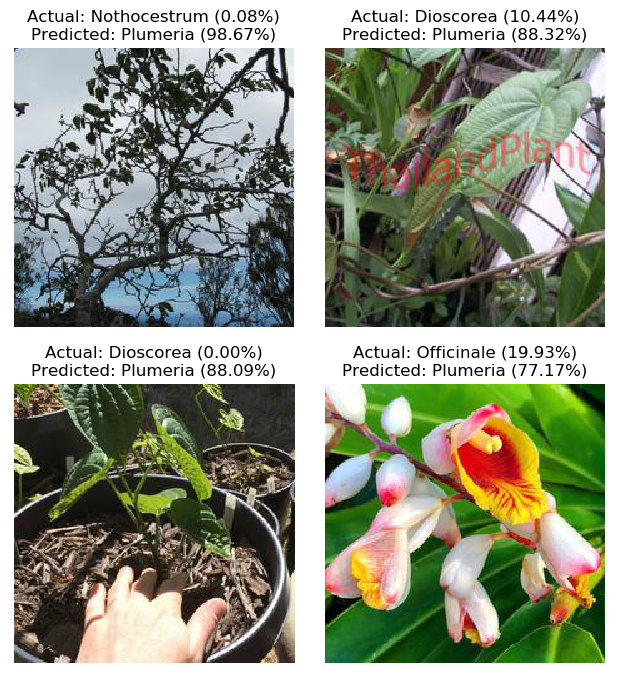 Actual: Nothocestrum (0.08%)
Predicted: Plumeria (98.67%)
Actual: Dioscorea (10.44%)
Predicted: Plumeria (88.32%)
ThailandPlant
Actual: Dioscorea (0.00%)
Predicted: Plumeria (88.09%)
Actual: Officinale (19.93%)
Predicted: Plumeria (77.17%)